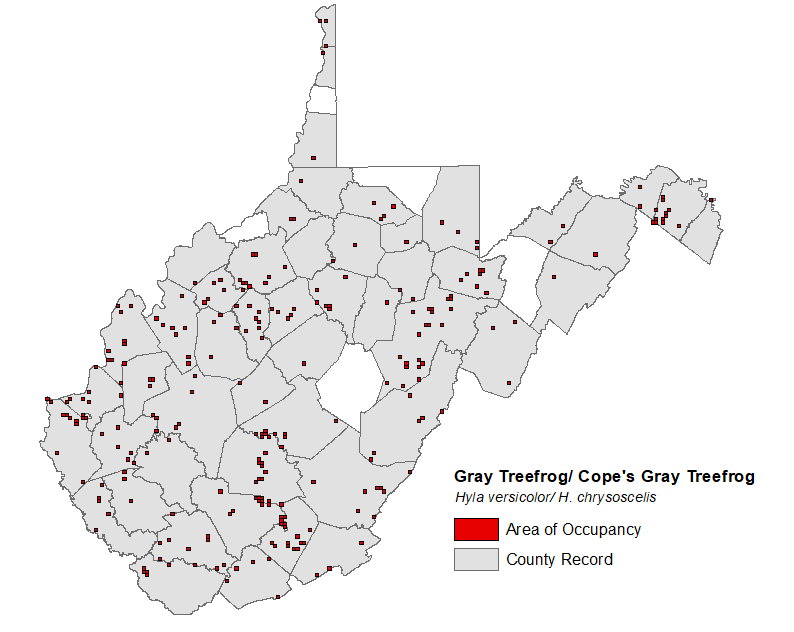 Gray Treefrog/ Cope's Gray Treefrog
Hyla versicolor/ H. chrysoscelis
Area of Occupancy
County Record